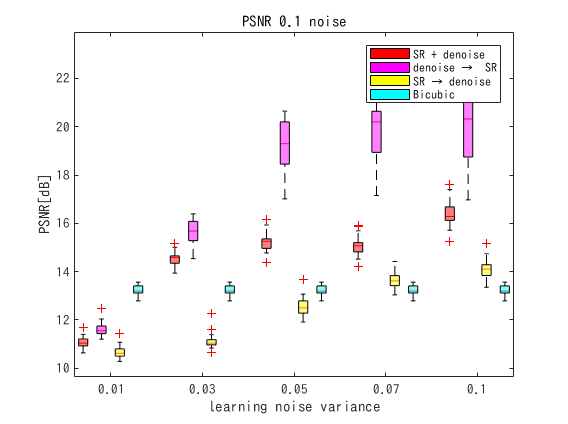 PSNR 0.1 noise
SR + denoise
denoise → SR
SR → denoise
Bicubic
PSNR[dB]
22
20
18
16
14
12
10
0.01 0.03 0.05 0.07 0.1
learning noise variance